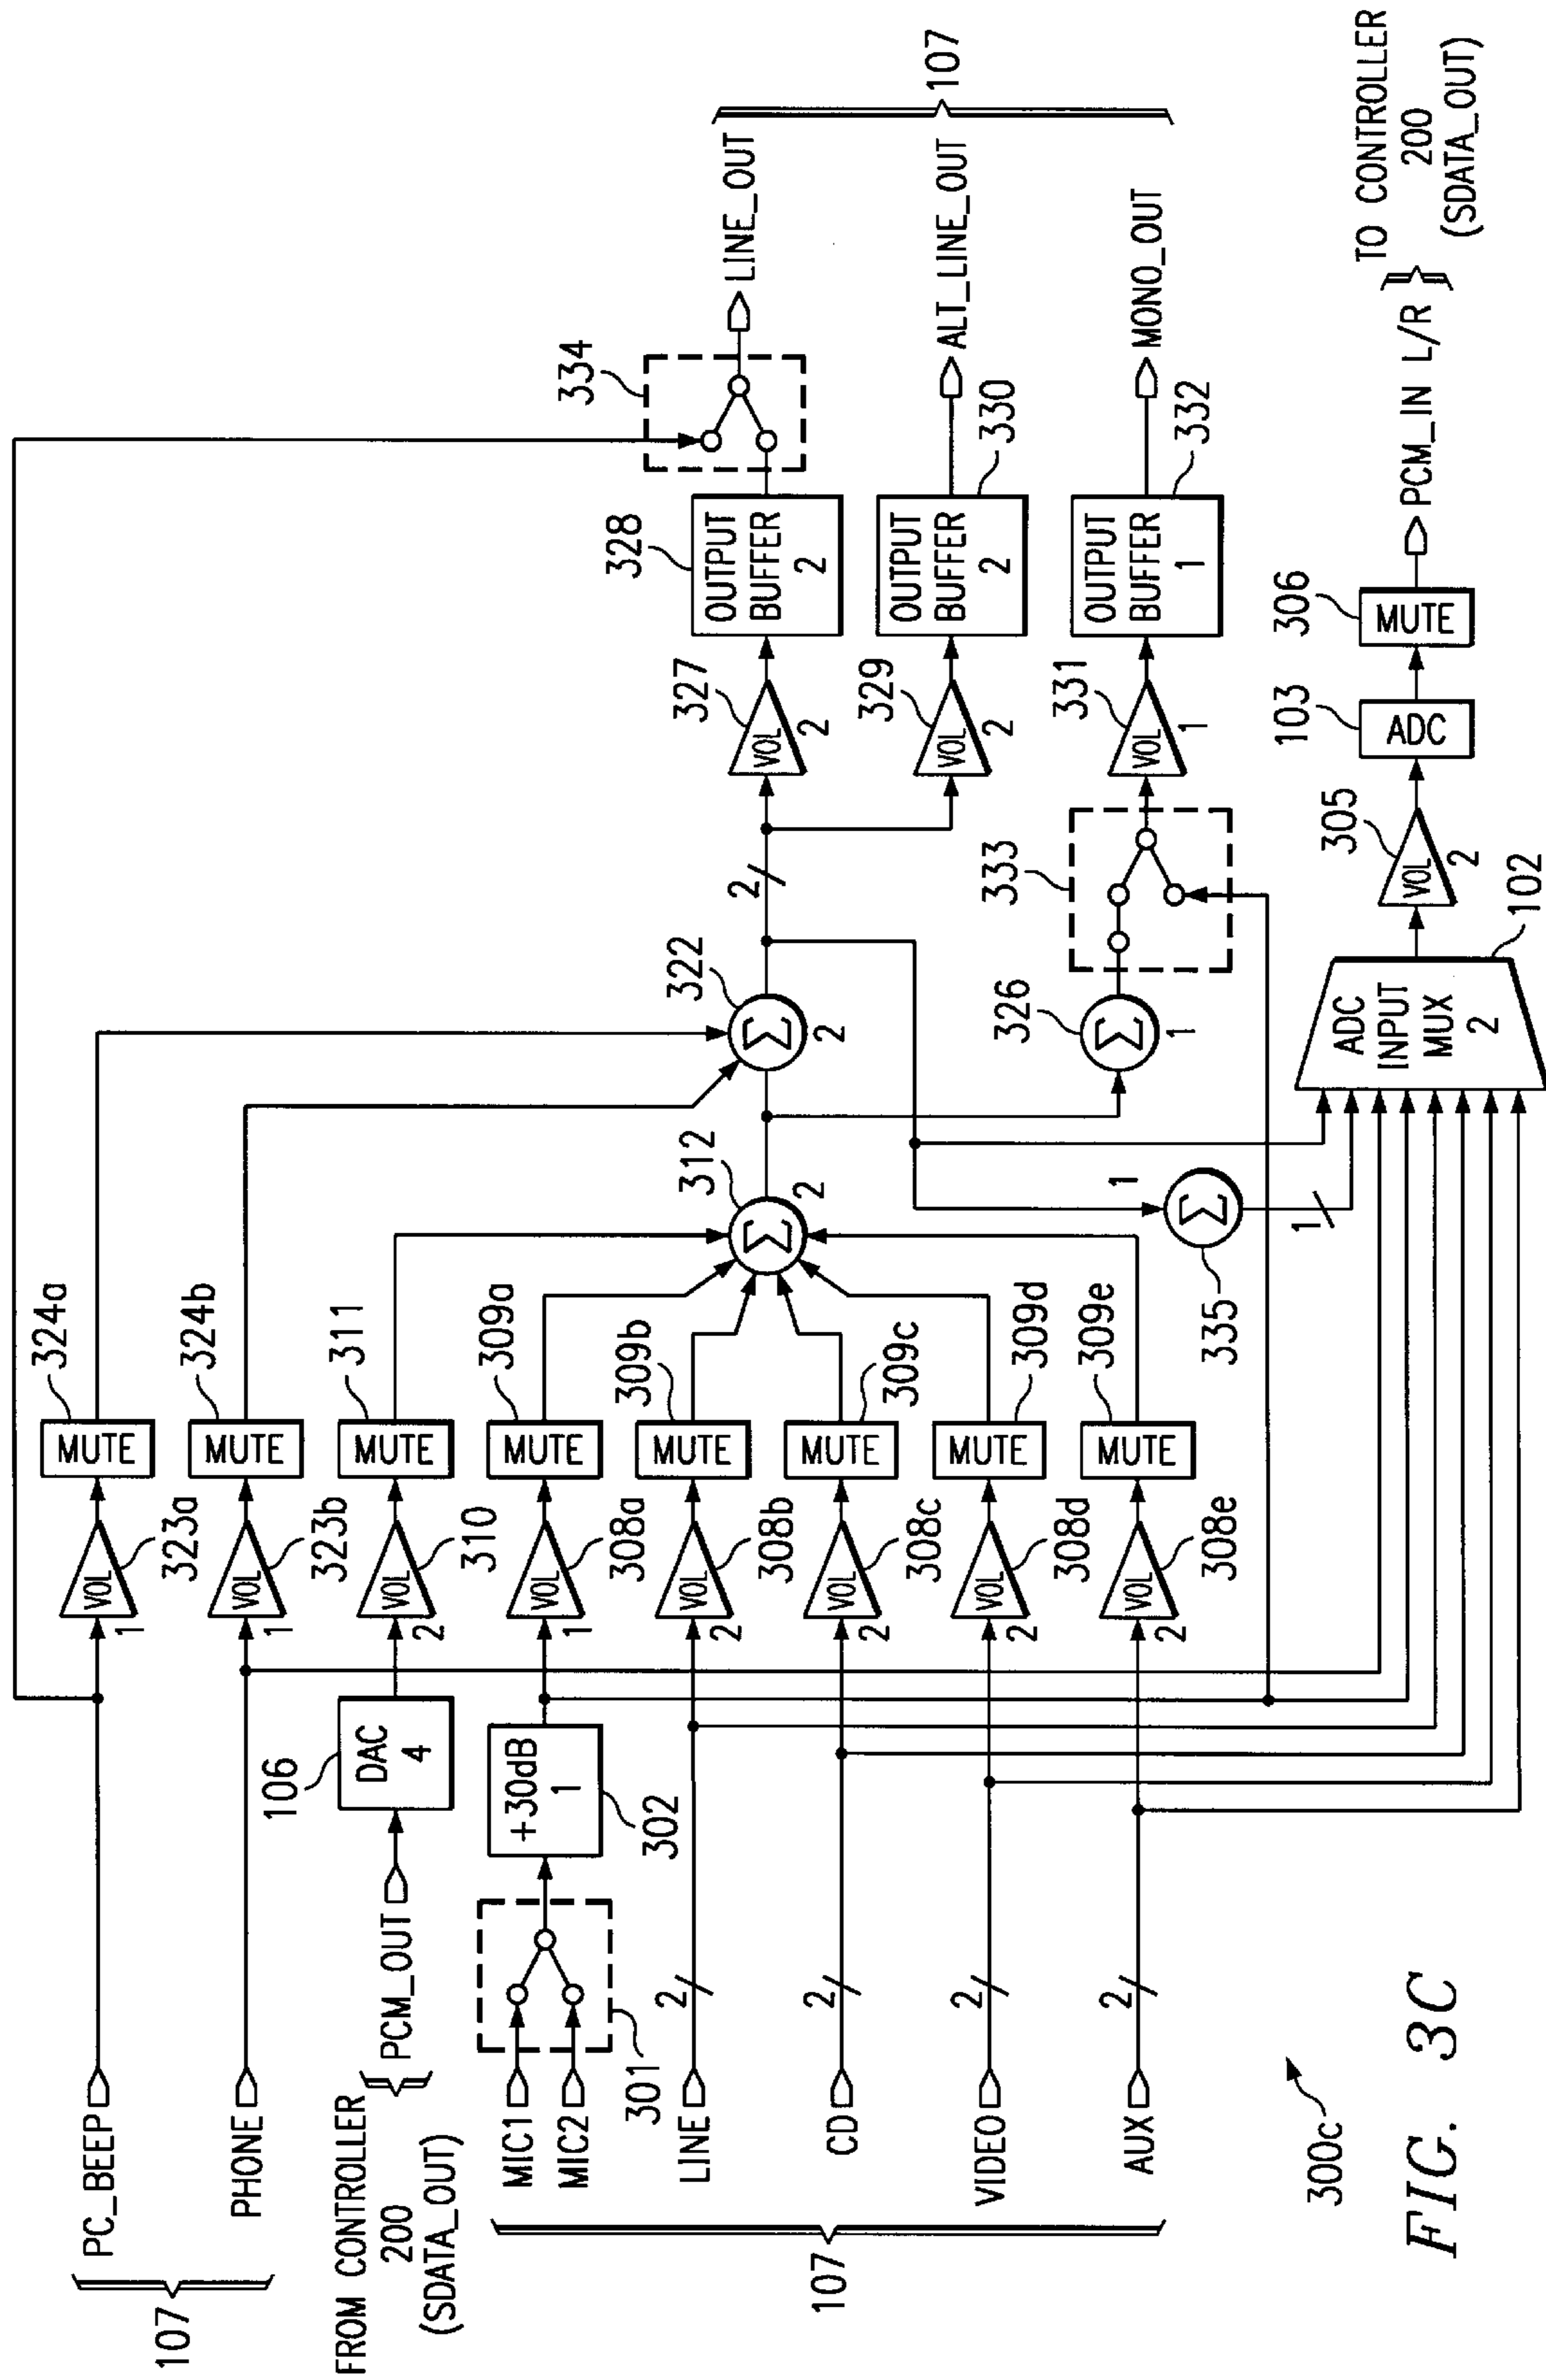 107
PC_BEEP
PHONE
FROM CONTROLLER
200
(SDATA_OUT)
PCM_OUT
107
MIC1
MIC2
LINE
CD
VIDEO
AUX
301
2
2
2
2
106
DAC
4
+30dB
1
302
VOL
1
323a
VOL
1
323b
VOL
2
310
VOL
1
308a
VOL
2
308b
VOL
2
308c
VOL
2
308d
VOL
2
308e
MUTE
324a
MUTE
324b
MUTE
311
MUTE
309a
MUTE
309b
MUTE
309c
MUTE
309d
MUTE
309e
312
Σ
2
322
Σ
2
335
Σ
1
1
326
Σ
1
2
333
327
VOL
2
329
VOL
2
331
VOL
1
328
OUTPUT
BUFFER
2
OUTPUT
BUFFER
2
330
OUTPUT
BUFFER
1
332
334
LINE_OUT
ALT_LINE_OUT
MONO_OUT
107
ADC
INPUT
MUX
2
102
305
VOL
2
103
ADC
306
MUTE
PCM_IN L/R
TO CONTROLLER
200
(SDATA_OUT)
300c
FIG. 3C